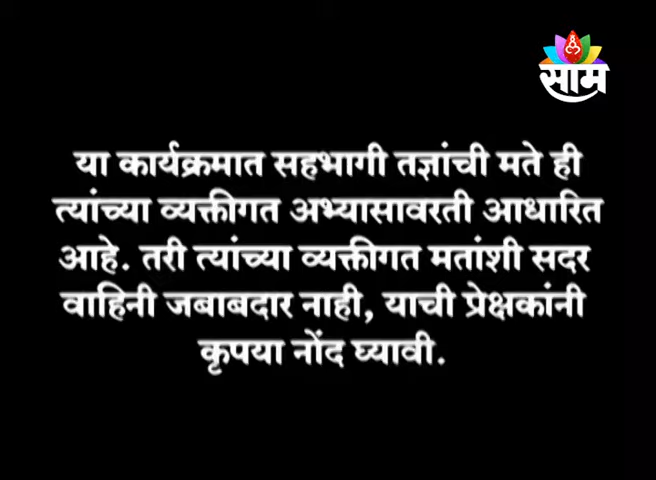 साम
या कार्यक्रमात सहभागी तज्ञांची मते ही
त्यांच्या व्यक्तीगत अभ्यासावरती आधारित
आहे. तरी त्यांच्या व्यक्तीगत मतांशी सदर
वाहिनी जबाबदार नाही, याची प्रेक्षकांनी
कृपया नोंद घ्यावी.